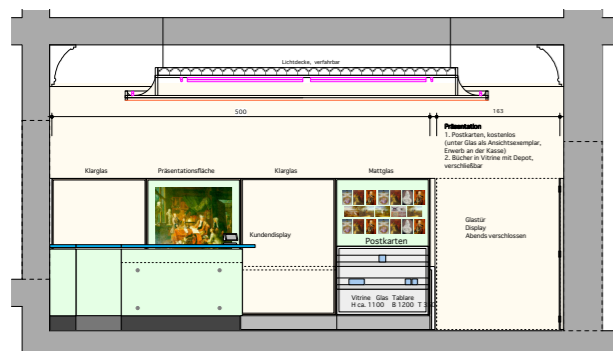 Lichtdecke, verfahrbar
500
163
Präsentation
1. Postkarten, kostenlos
(unter Glas als Ansichtsexemplar,
Erwerb an der Kasse)
2. Bücher in Vitrine mit Depot,
verschließbar
Klarglas
Präsentationsfläche
Klarglas
Mattglas
Kundendisplay
Postkarten
Glastür
Display
Abends verschlossen
Vitrine Glas Tablare
H ca. 1100 B 1200 T